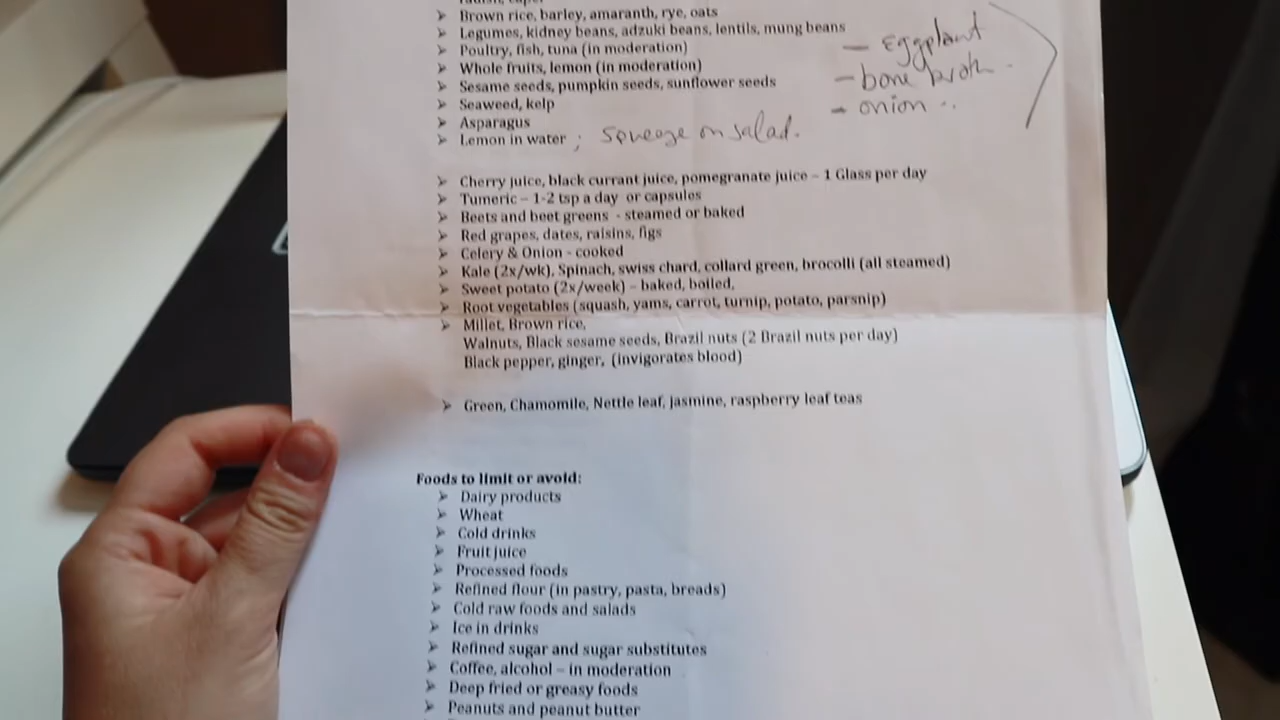 Brown rice, barley, amaranth, rye, oats
Legumes, kidney beans, adzuki beans, lentils, mung beans
Poultry, fish, tuna (in moderation)
Whole fruits, lemon (in moderation)
Sesame seeds, pumpkin seeds, sunflower seeds
Seaweed, kelp
Asparagus
Lemon in water ; squeeze on salad.
- eggplant
- bone broth
- onion
Cherry juice, black currant juice, pomegranate juice – 1 Glass per day
Tumeric – 1-2 tsp a day or capsules
Beets and beet greens - steamed or baked
Red grapes, dates, raisins, figs
Celery & Onion - cooked
Kale (2x/wk), Spinach, swiss chard, collard green, brocolli (all steamed)
Sweet potato (2x/week) – baked, boiled,
Root vegetables (squash, yams, carrot, turnip, potato, parsnip)
Millet, Brown rice,
Walnuts, Black sesame seeds, Brazil nuts (2 Brazil nuts per day)
Black pepper, ginger, (invigorates blood)
Green, Chamomile, Nettle leaf, jasmine, raspberry leaf teas
Foods to limit or avoid:
Dairy products
Wheat
Cold drinks
Fruit juice
Processed foods
Refined flour (in pastry, pasta, breads)
Cold raw foods and salads
Ice in drinks
Refined sugar and sugar substitutes
Coffee, alcohol – in moderation
Deep fried or greasy foods
Peanuts and peanut butter